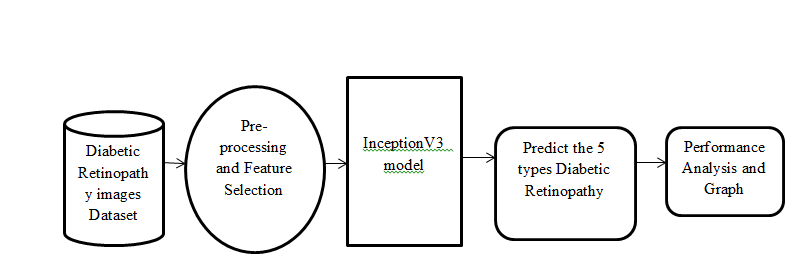 Diabetic
Retinopath
y images
Dataset
Pre-
processing
and Feature
Selection
InceptionV3
model
Predict the 5
types Diabetic
Retinopathy
Performance
Analysis and
Graph